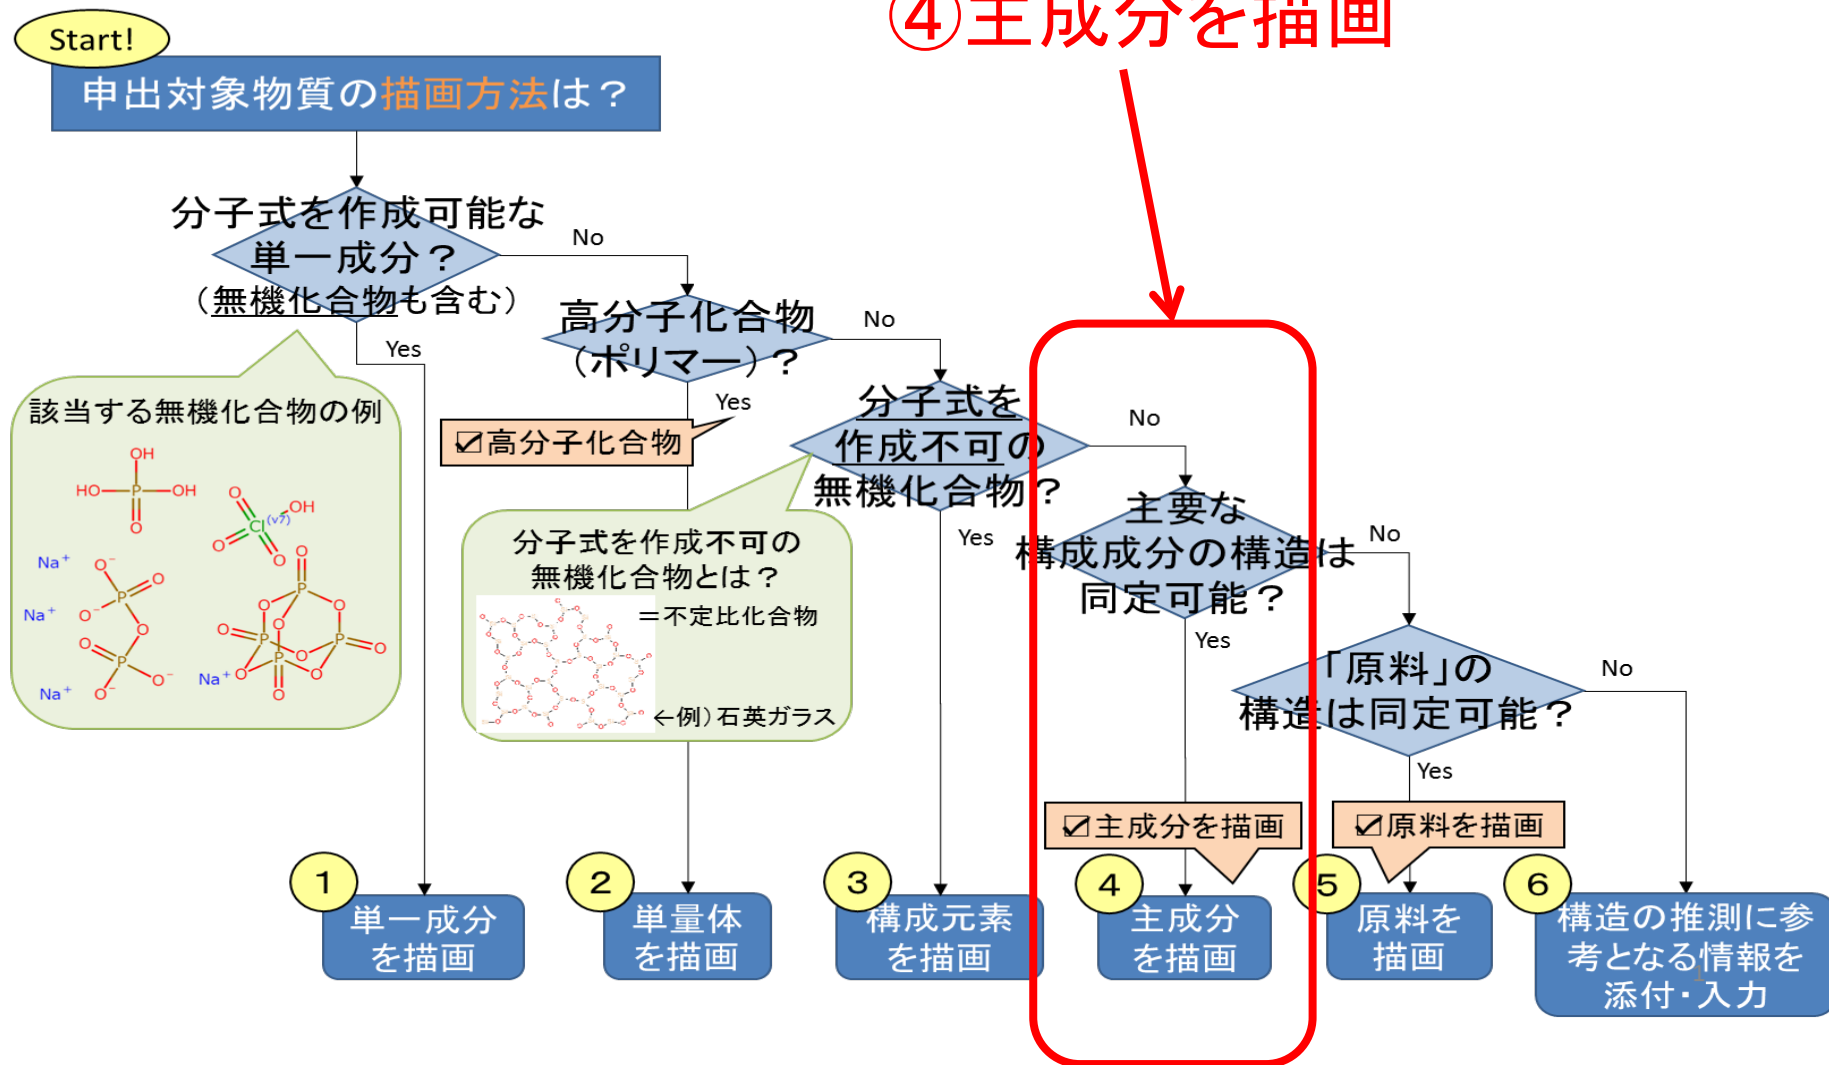 ④主成分を描画
Start!
申出対象物質の描画方法は？
分子式を作成可能な
単一成分？
（無機化合物も含む）
No
Yes
高分子化合物
（ポリマー）？
No
Yes
☑高分子化合物
分子式を
作成不可の
無機化合物？
No
Yes
主要な
構成成分の構造は
同定可能？
No
Yes
「原料」の
構造は同定可能？
No
Yes
該当する無機化合物の例
OH
HO
P
OH
O
O
OH
Cl(v7)
O
O
Na⁺
O⁻
O
P
Na⁺
O⁻
O
O
P
O⁻
Na⁺
O⁻
O
P
O
O
O
O
P
P
O
O
P
Na⁺
O
O
O
分子式を作成不可の
無機化合物とは？
＝不定比化合物
←例）石英ガラス
☑主成分を描画
☑原料を描画
1
単一成分
を描画
2
単量体
を描画
3
構成元素
を描画
4
主成分
を描画
5
原料を
描画
6
構造の推測に参
考となる情報を
添付・入力
1